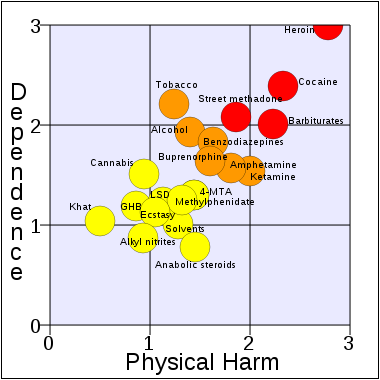 3
Heroin
Cocaine
Tobacco
Street methadone
Barbiturates
2
Alcohol
Benzodiazepines
Buprenorphine
Cannabis
Amphetamine
Ketamine
4-MTA
LSD
Methylphenidate
Khat
GHB
Ecstasy
1
Solvents
Alkyl nitrites
Anabolic steroids
0
Dependence
0 1 2 3
Physical Harm